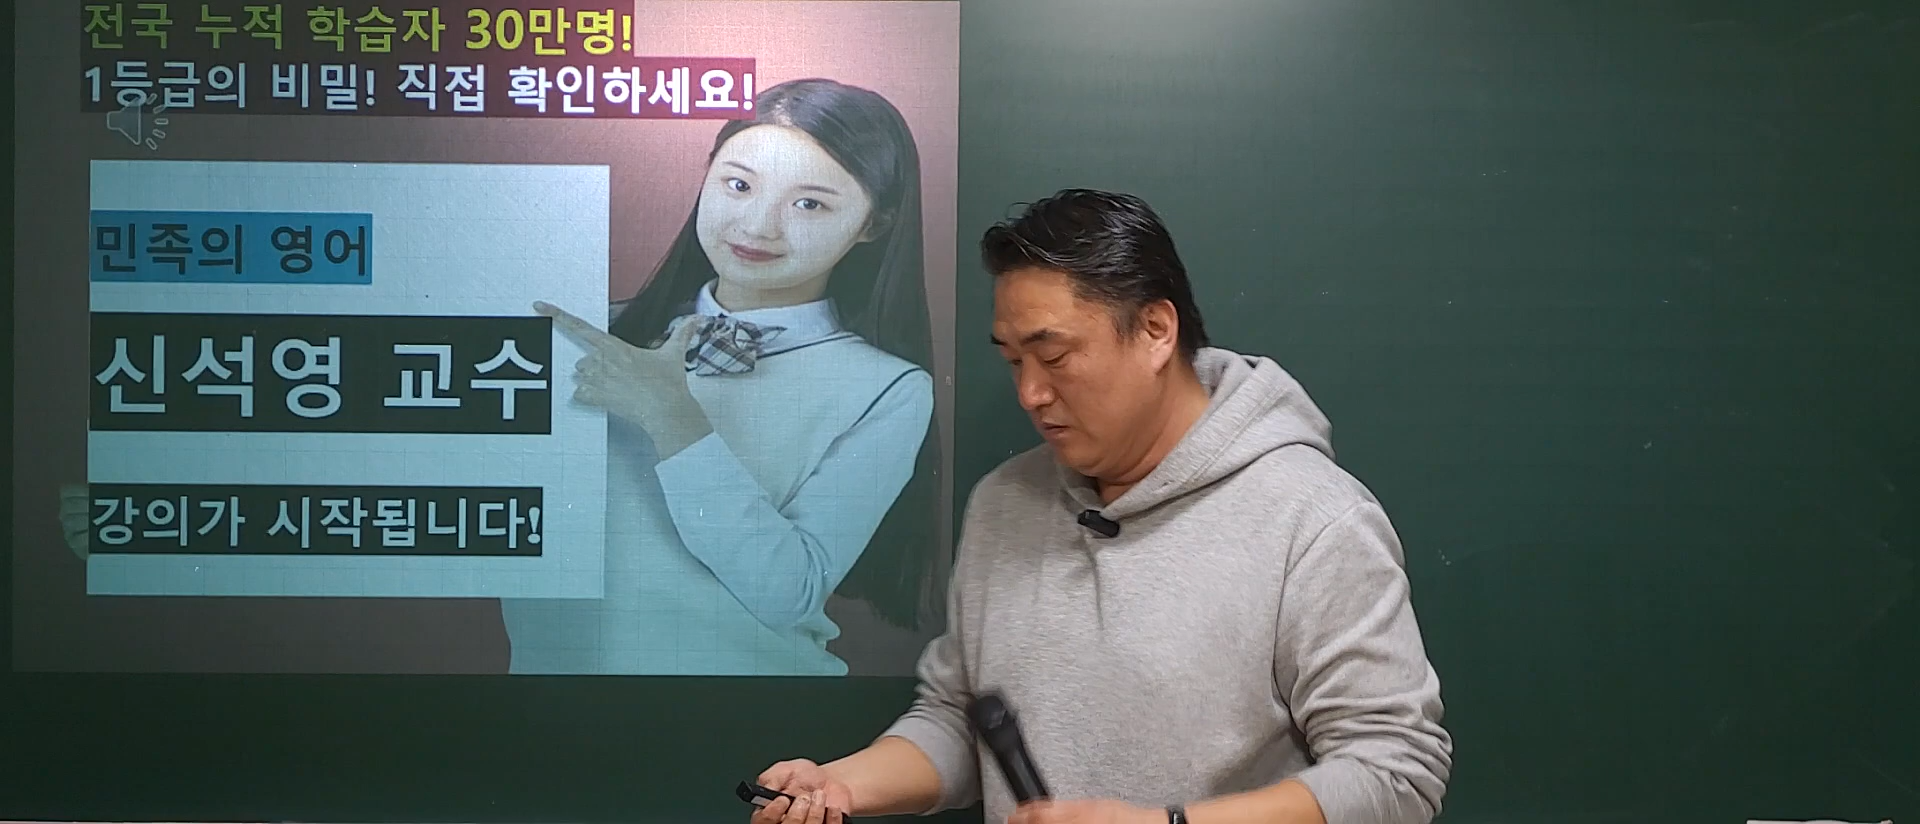 전국 누적 학습자 30만명!
1등급의 비밀! 직접 확인하세요!
민족의 영어
신석영 교수
강의가 시작됩니다!